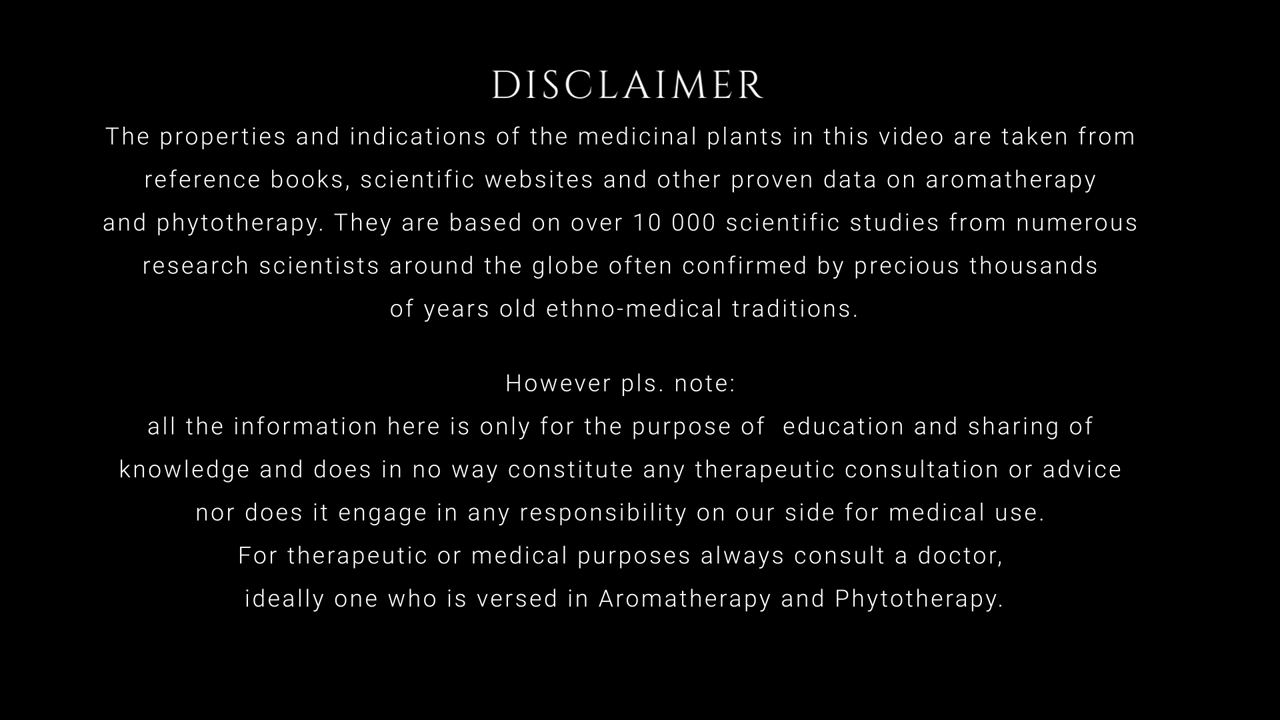 DISCLAIMER
The properties and indications of the medicinal plants in this video are taken from
reference books, scientific websites and other proven data on aromatherapy
and phytotherapy. They are based on over 10 000 scientific studies from numerous
research scientists around the globe often confirmed by precious thousands
of years old ethno-medical traditions.
However pls. note:
all the information here is only for the purpose of  education and sharing of
knowledge and does in no way constitute any therapeutic consultation or advice
nor does it engage in any responsibility on our side for medical use.
For therapeutic or medical purposes always consult a doctor,
ideally one who is versed in Aromatherapy and Phytotherapy.